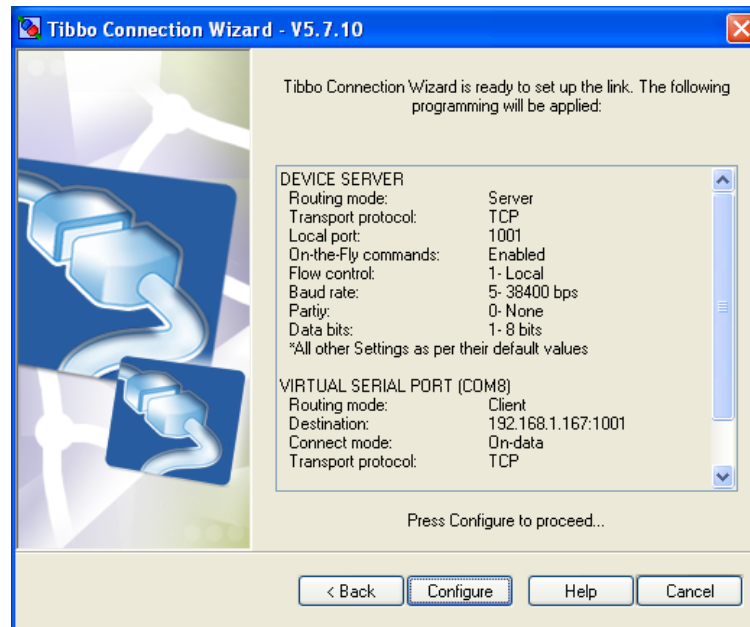 Tibbo Connection Wizard - V5.7.10
Tibbo Connection Wizard is ready to set up the link. The following
programming will be applied:
DEVICE SERVER
Routing mode: Server
Transport protocol: TCP
Local port: 1001
On-the-Fly commands: Enabled
Flow control: 1- Local
Baud rate: 5- 38400 bps
Partiy: 0- None
Data bits: 1- 8 bits
*All other Settings as per their default values
VIRTUAL SERIAL PORT (COM8)
Routing mode: Client
Destination: 192.168.1.167:1001
Connect mode: On-data
Transport protocol: TCP
Press Configure to proceed...
< Back Configure Help Cancel